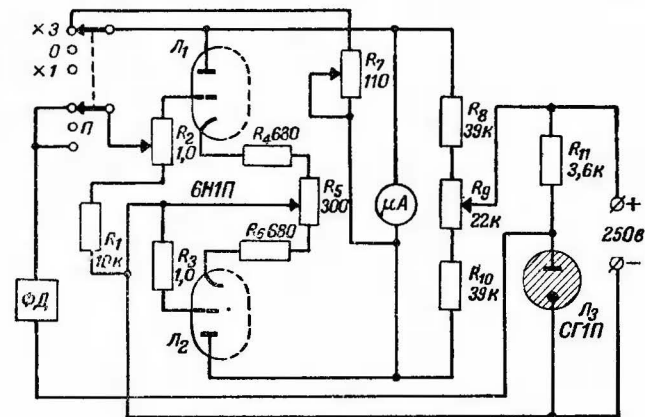 ×3
0
×1
П
Л₁
R₂
1,0
R₄ 680
R₇
110
R₈
39к
R₁₁
3,6к
6Н1П
R₅
300
μА
R₉
22к
+
250в
−
R₁
10к
R₃
1,0
R₆ 680
R₁₀
39к
ФД
Л₂
Л₃
СГ1П